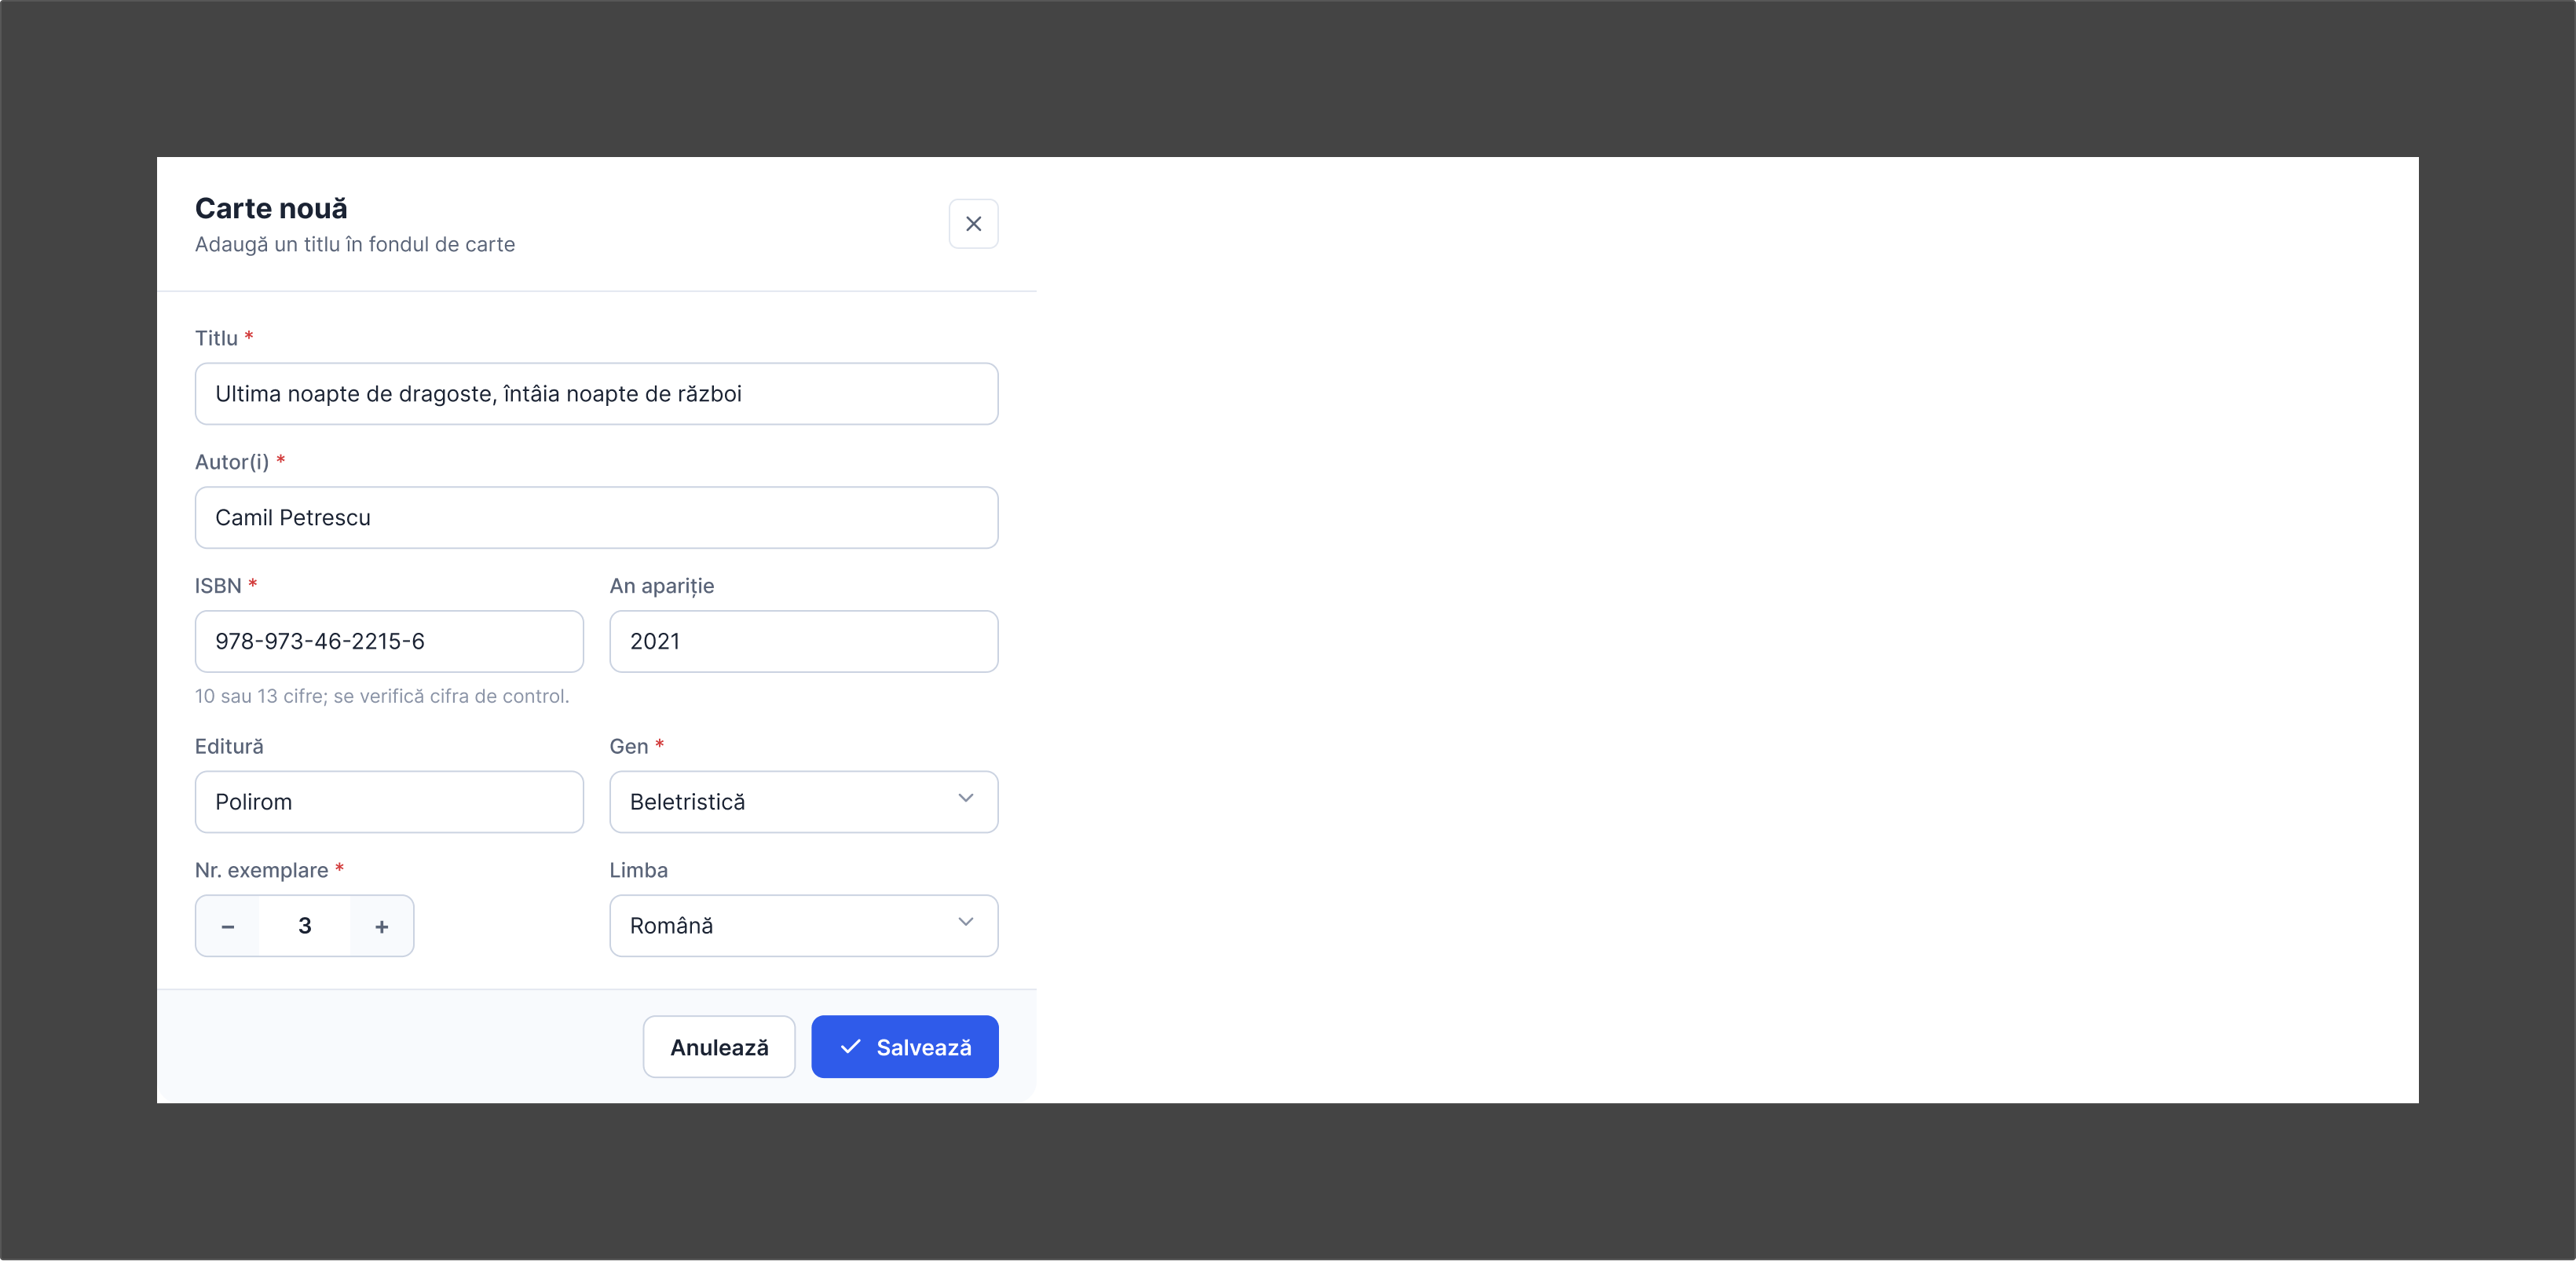 Carte nouă
Adaugă un titlu în fondul de carte
Titlu *
Ultima noapte de dragoste, întâia noapte de război
Autor(i) *
Camil Petrescu
ISBN * An apariție
978-973-46-2215-6 2021
10 sau 13 cifre; se verifică cifra de control.
Editură Gen *
Polirom Beletristică
Nr. exemplare * Limba
− 3 + Română
Anulează Salvează